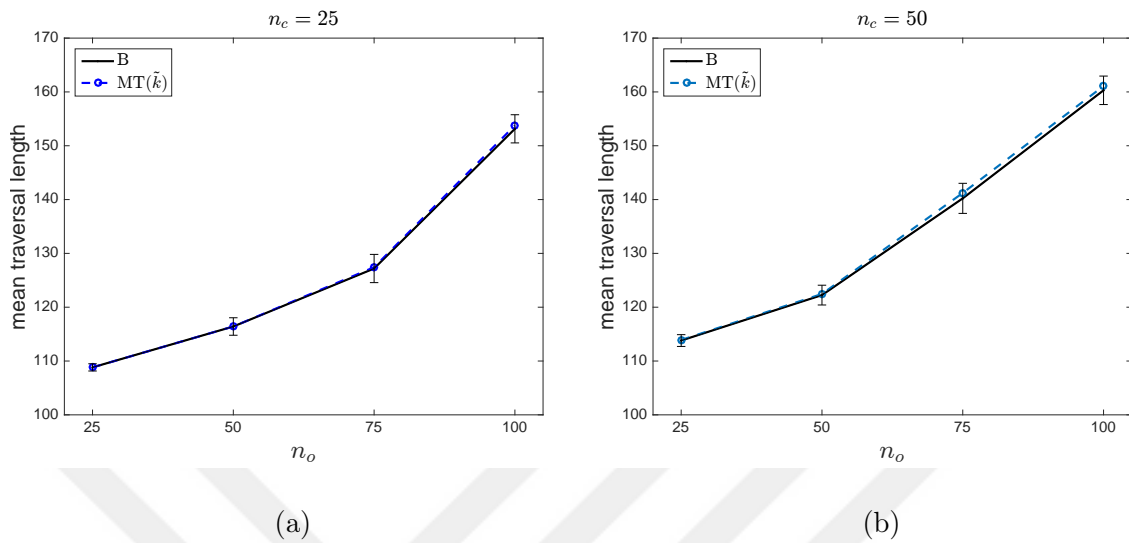 n_c = 25
170
160
150
140
130
120
110
100
mean traversal length
B
MT(k̃)
25
50
75
100
n_o
(a)
n_c = 50
170
160
150
140
130
120
110
100
mean traversal length
B
MT(k̃)
25
50
75
100
n_o
(b)